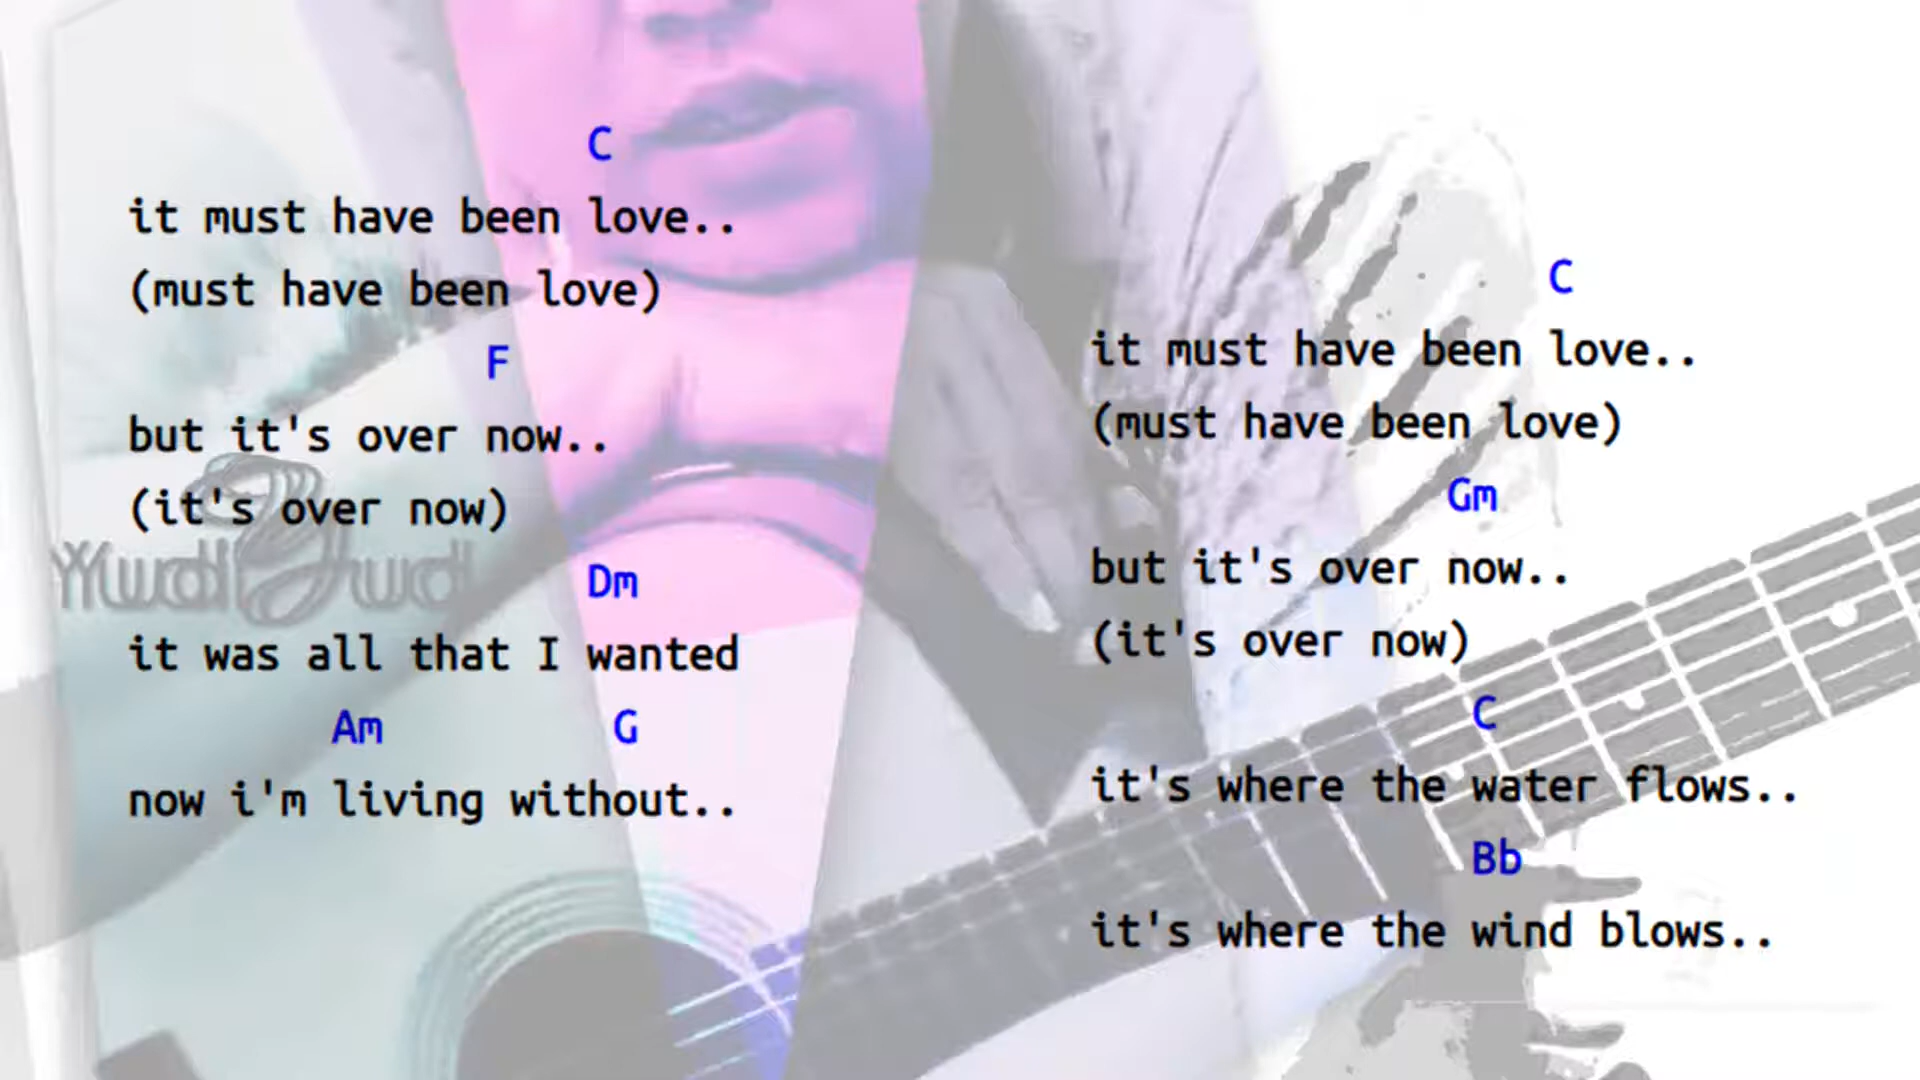 C
it must have been love..
(must have been love)
F
but it's over now..
(it's over now)
Dm
it was all that I wanted
Am G
now i'm living without..
C
it must have been love..
(must have been love)
Gm
but it's over now..
(it's over now)
C
it's where the water flows..
Bb
it's where the wind blows..